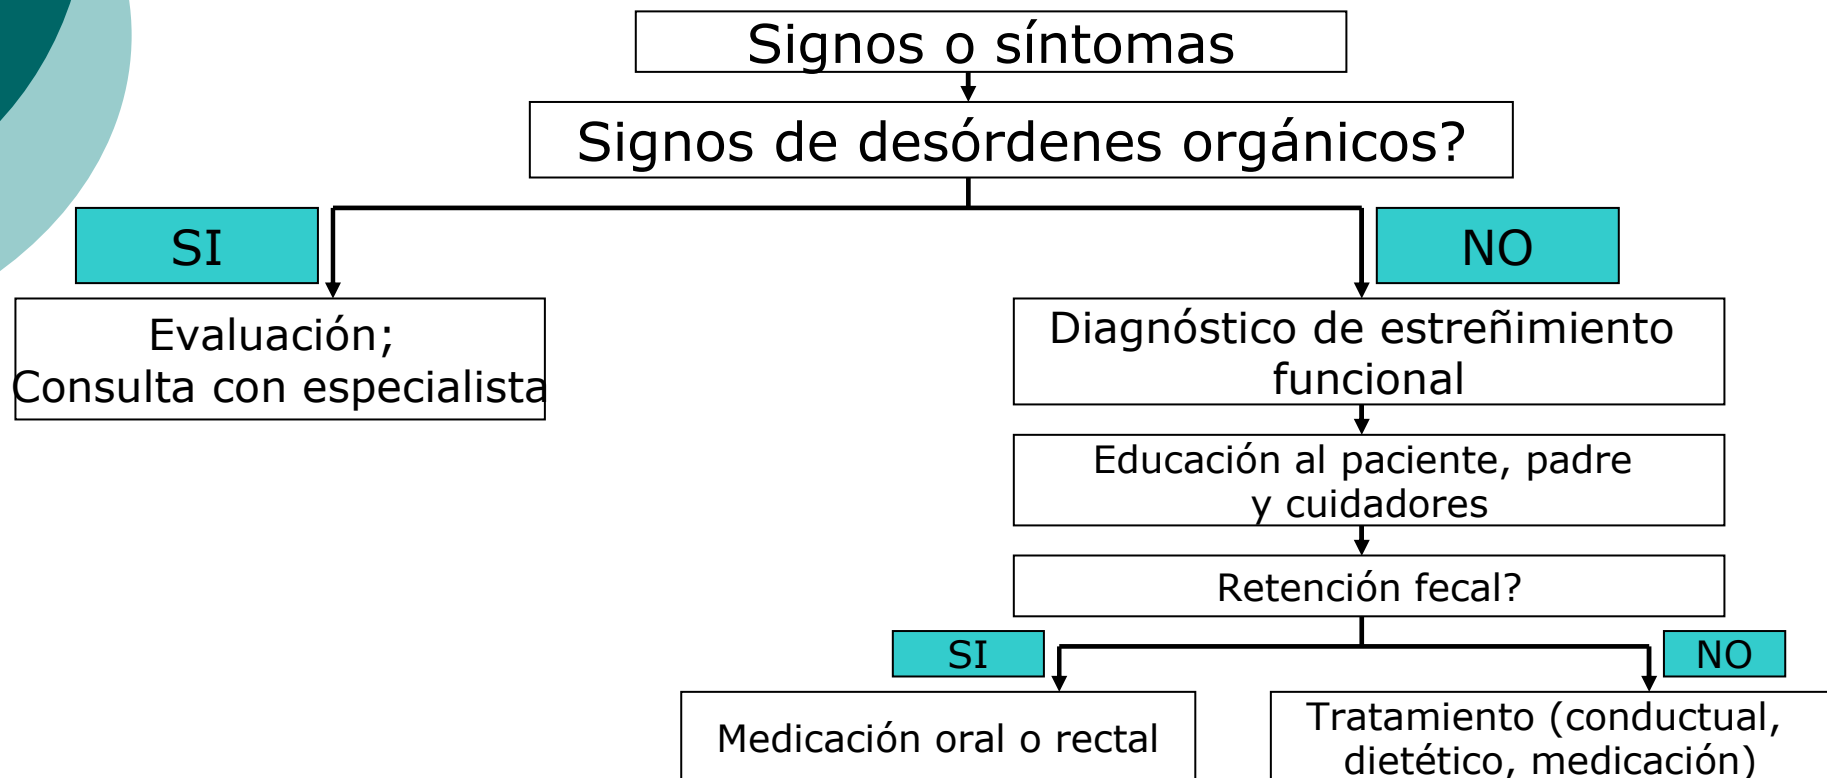 Signos o síntomas
Signos de desórdenes orgánicos?
SI
NO
Evaluación;
Consulta con especialista
Diagnóstico de estreñimiento
funcional
Educación al paciente, padre
y cuidadores
Retención fecal?
SI
NO
Medicación oral o rectal
Tratamiento (conductual,
dietético, medicación)